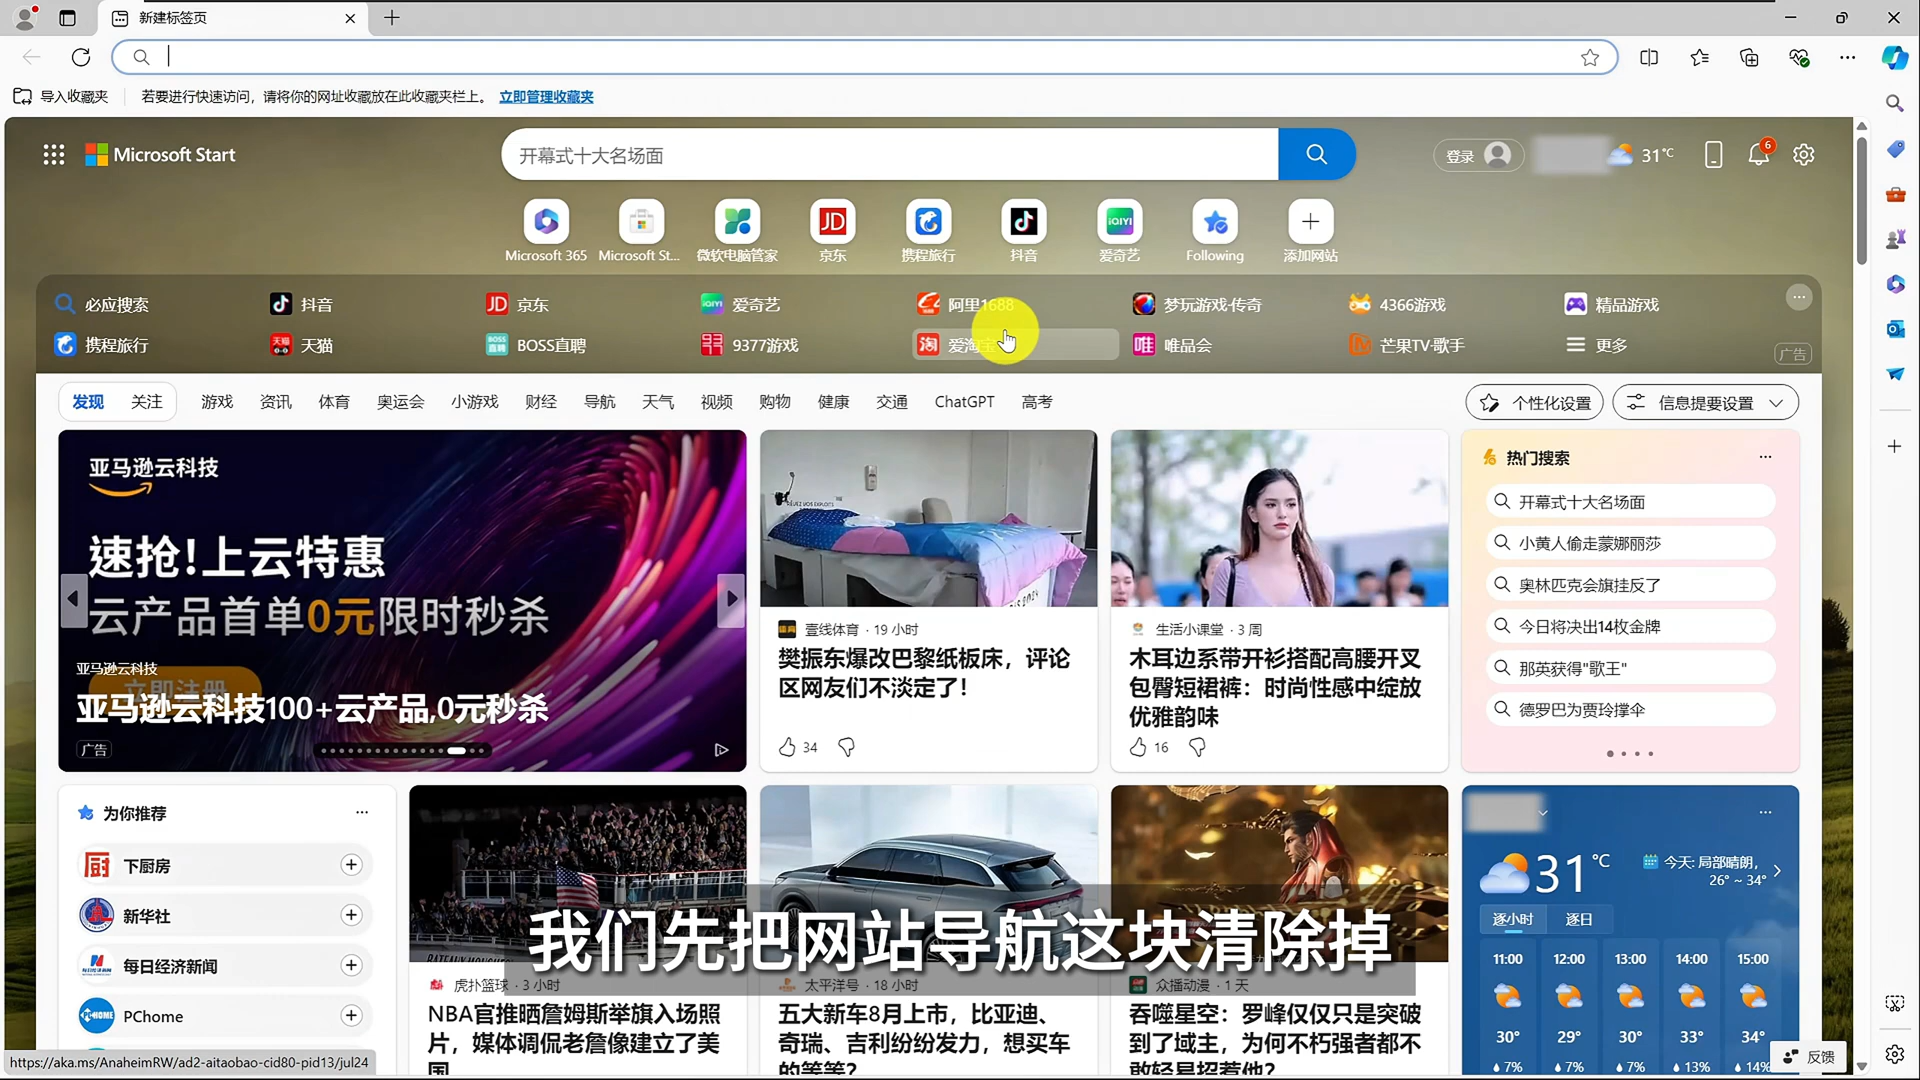 新建标签页
导入收藏夹
若要进行快速访问，请将你的网址收藏放在此收藏夹栏上。 立即管理收藏夹
Microsoft Start
开幕式十大名场面
登录
31°C
6
Microsoft 365
Microsoft St...
微软电脑管家
京东
携程旅行
抖音
爱奇艺
Following
添加网站
必应搜索
抖音
京东
爱奇艺
阿里1688
梦玩游戏-传奇
4366游戏
精品游戏
携程旅行
天猫
BOSS直聘
9377游戏
爱淘宝
唯品会
芒果TV-歌手
更多
广告
发现 关注 游戏 资讯 体育 奥运会 小游戏 财经 导航 天气 视频 购物 健康 交通 ChatGPT 高考
个性化设置
信息提要设置
亚马逊云科技
速抢!上云特惠
云产品首单0元限时秒杀
亚马逊云科技
立即注册
亚马逊云科技100+云产品,0元秒杀
广告
壹线体育 · 19 小时
樊振东爆改巴黎纸板床，评论
区网友们不淡定了！
34
生活小课堂 · 3 周
木耳边系带开衫搭配高腰开叉
包臀短裙裤：时尚性感中绽放
优雅韵味
16
热门搜索
开幕式十大名场面
小黄人偷走蒙娜丽莎
奥林匹克会旗挂反了
今日将决出14枚金牌
那英获得"歌王"
德罗巴为贾玲撑伞
为你推荐
下厨房
新华社
每日经济新闻
PChome
虎扑篮球 · 3 小时
NBA官推晒詹姆斯举旗入场照
片，媒体调侃老詹像建立了美
国
太平洋号 · 18 小时
五大新车8月上市，比亚迪、
奇瑞、吉利纷纷发力，想买车
的等等?
众播动漫 · 1 天
吞噬星空：罗峰仅仅只是突破
到了域主，为何不朽强者都不
敢轻易招惹他?
31°C
今天: 局部晴朗，
26° ~ 34°
逐小时 逐日
11:00 12:00 13:00 14:00 15:00
30° 29° 30° 33° 34°
7% 7% 7% 13% 14%
反馈
我们先把网站导航这块清除掉
https://aka.ms/AnaheimRW/ad2-aitaobao-cid80-pid13/jul24